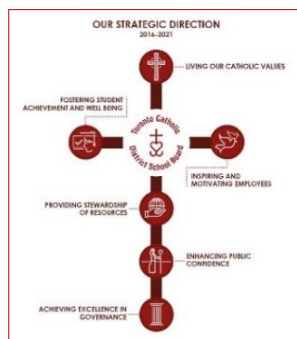 OUR STRATEGIC DIRECTION
2016-2021
LIVING OUR CATHOLIC VALUES
FOSTERING STUDENT
ACHIEVEMENT AND WELL BEING
Toronto Catholic
District School Board
INSPIRING AND
MOTIVATING EMPLOYEES
PROVIDING STEWARDSHIP
OF RESOURCES
ENHANCING PUBLIC
CONFIDENCE
ACHIEVING EXCELLENCE IN
GOVERNANCE